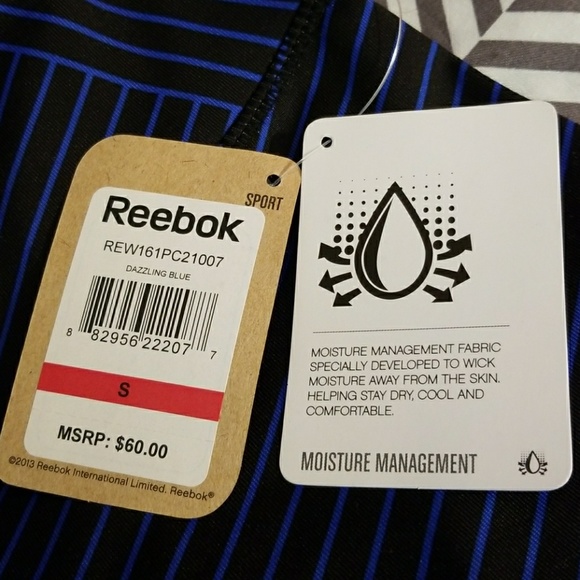 SPORT
Reebok
REW161PC21007
DAZZLING BLUE
8 82956 22207 7
S
MSRP: $60.00
©2013 Reebok International Limited. Reebok®
MOISTURE MANAGEMENT FABRIC
SPECIALLY DEVELOPED TO WICK
MOISTURE AWAY FROM THE SKIN.
HELPING STAY DRY, COOL AND
COMFORTABLE.
MOISTURE MANAGEMENT